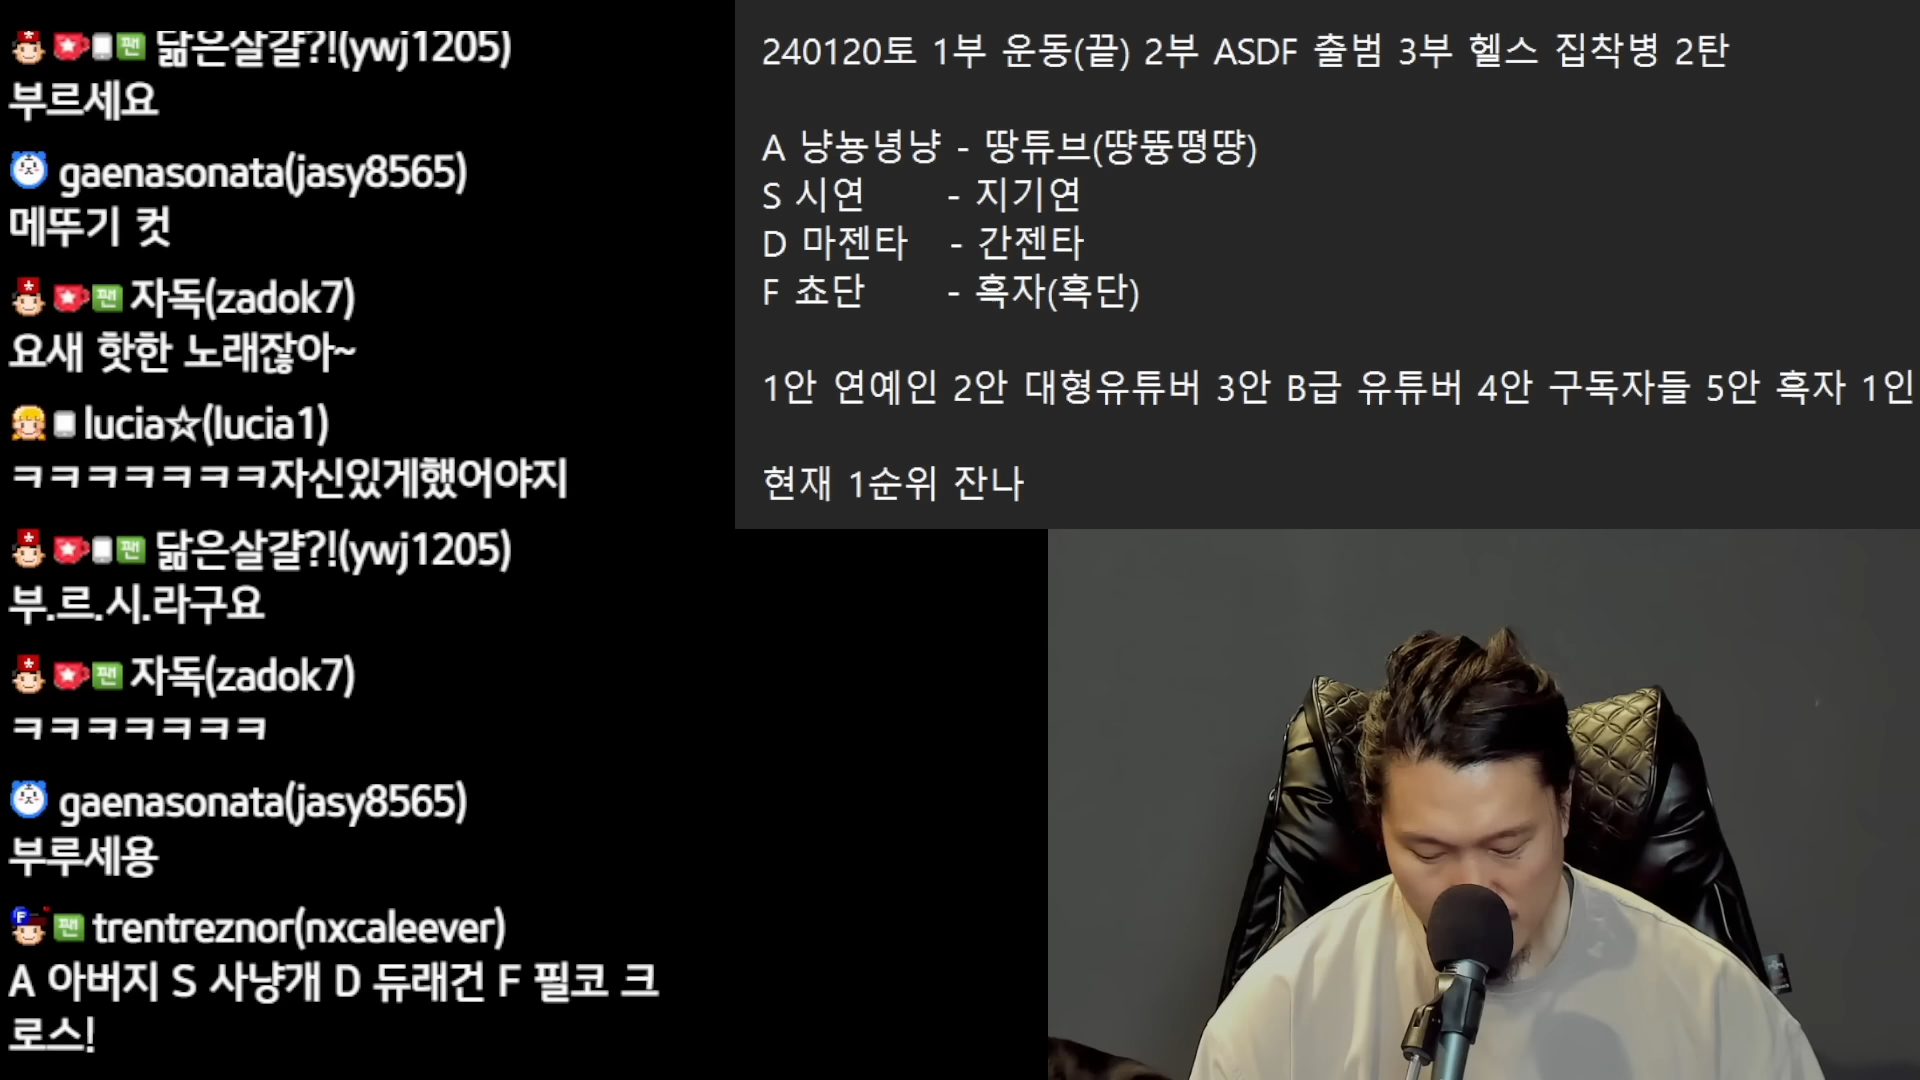 닮은살걀?!(ywj1205)
부르세요
gaenasonata(jasy8565)
메뚜기 컷
자독(zadok7)
요새 핫한 노래잖아~
lucia☆(lucia1)
ㅋㅋㅋㅋㅋㅋㅋ자신있게했어야지
닮은살걀?!(ywj1205)
부.르.시.라구요
자독(zadok7)
ㅋㅋㅋㅋㅋㅋㅋ
gaenasonata(jasy8565)
부루세용
trentreznor(nxcaleever)
A 아버지 S 사냥개 D 듀래건 F 필코 크
로스!
240120토 1부 운동(끝) 2부 ASDF 출범 3부 헬스 집착병 2탄
A 냥뇽녕냥 - 땅튜브(땽뜡뗭땽)
S 시연 - 지기연
D 마젠타 - 간젠타
F 쵸단 - 흑자(흑단)
1안 연예인 2안 대형유튜버 3안 B급 유튜버 4안 구독자들 5안 흑자 1인
현재 1순위 잔나